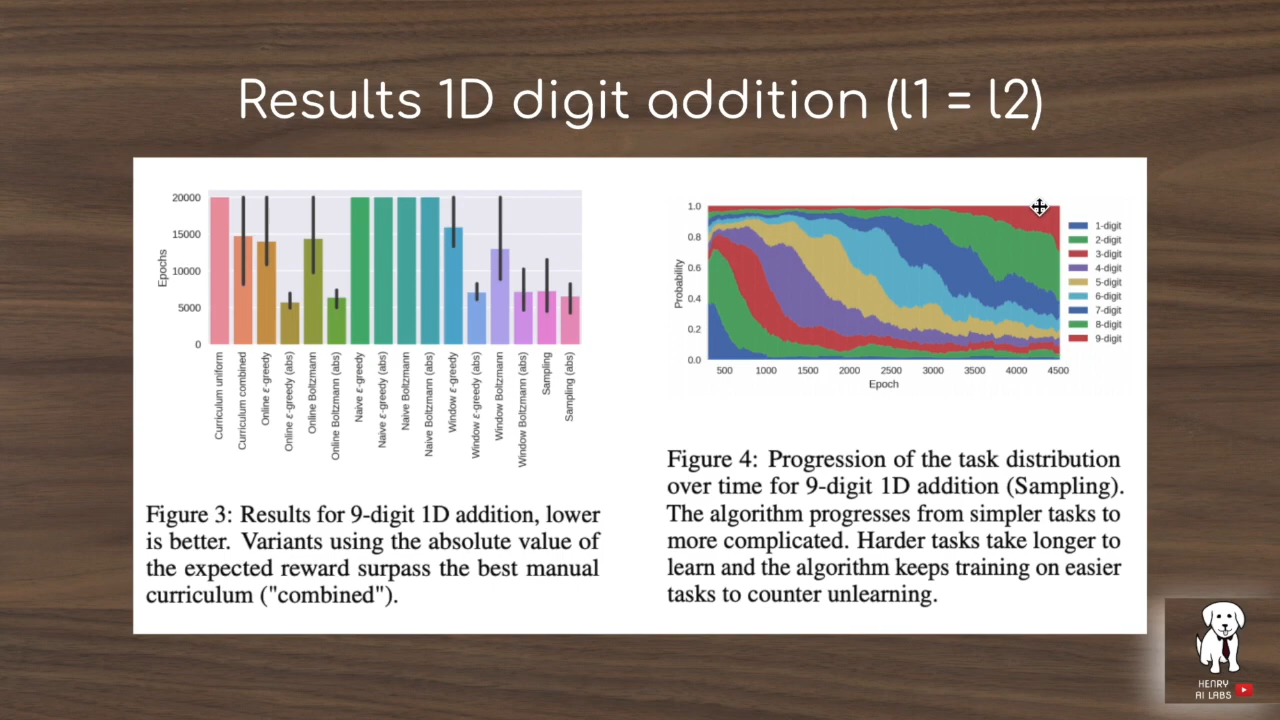 Results 1D digit addition (l1 = l2)
20000
15000
10000
5000
0
Epochs
Curriculum uniform
Curriculum combined
Online ε-greedy
Online ε-greedy (abs)
Online Boltzmann
Online Boltzmann (abs)
Naive ε-greedy
Naive ε-greedy (abs)
Naive Boltzmann
Naive Boltzmann (abs)
Window ε-greedy
Window ε-greedy (abs)
Window Boltzmann
Window Boltzmann (abs)
Sampling
Sampling (abs)
Figure 3: Results for 9-digit 1D addition, lower
is better. Variants using the absolute value of
the expected reward surpass the best manual
curriculum ("combined").
1.0
0.8
0.6
0.4
0.2
0.0
Probability
500 1000 1500 2000 2500 3000 3500 4000 4500
Epoch
1-digit
2-digit
3-digit
4-digit
5-digit
6-digit
7-digit
8-digit
9-digit
Figure 4: Progression of the task distribution
over time for 9-digit 1D addition (Sampling).
The algorithm progresses from simpler tasks to
more complicated. Harder tasks take longer to
learn and the algorithm keeps training on easier
tasks to counter unlearning.
HENRY
AI LABS